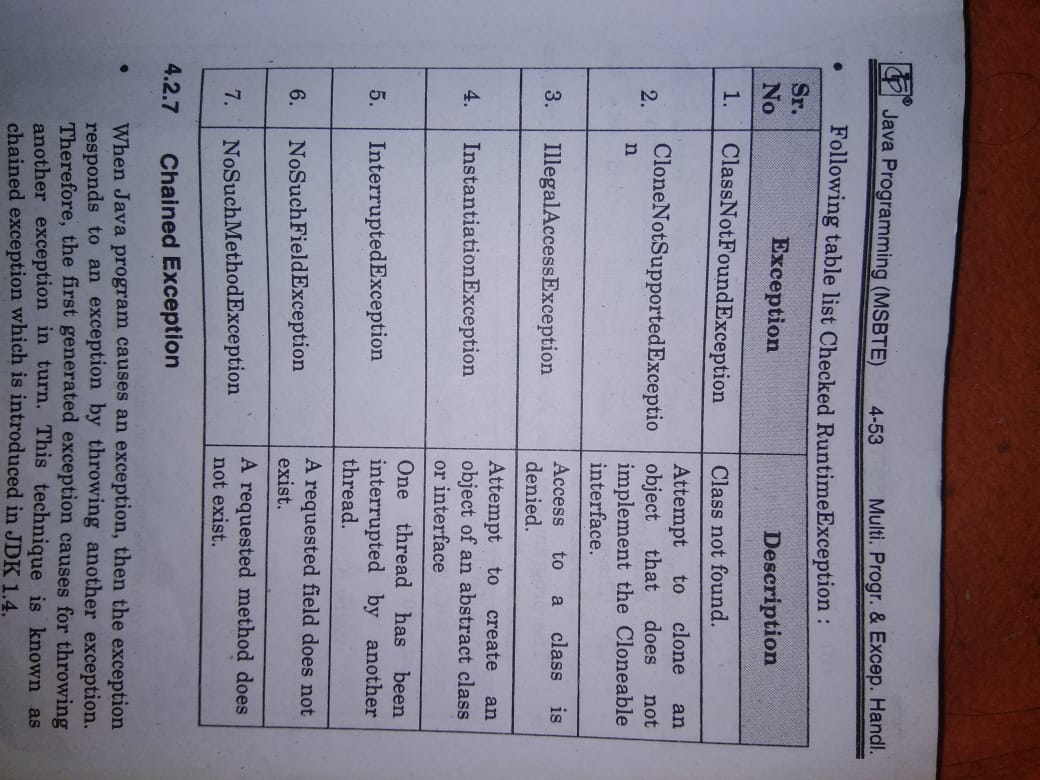 Java Programming (MSBTE) 4-53 Multi. Progr. & Excep. Handl.
• Following table list Checked RuntimeException :
Sr. No Exception Description
1. ClassNotFoundException Class not found.
2. CloneNotSupportedExceptio
n
Attempt to clone an
object that does not
implement the Cloneable
interface.
3. IllegalAccessException
Access to a class is
denied.
4. InstantiationException
Attempt to create an
object of an abstract class
or interface
5. InterruptedException
One thread has been
interrupted by another
thread.
6. NoSuchFieldException
A requested field does not
exist.
7. NoSuchMethodException
A requested method does
not exist.
4.2.7 Chained Exception
• When Java program causes an exception, then the exception
responds to an exception by throwing another exception.
Therefore, the first generated exception causes for throwing
another exception in turn. This technique is known as
chained exception which is introduced in JDK 1.4.